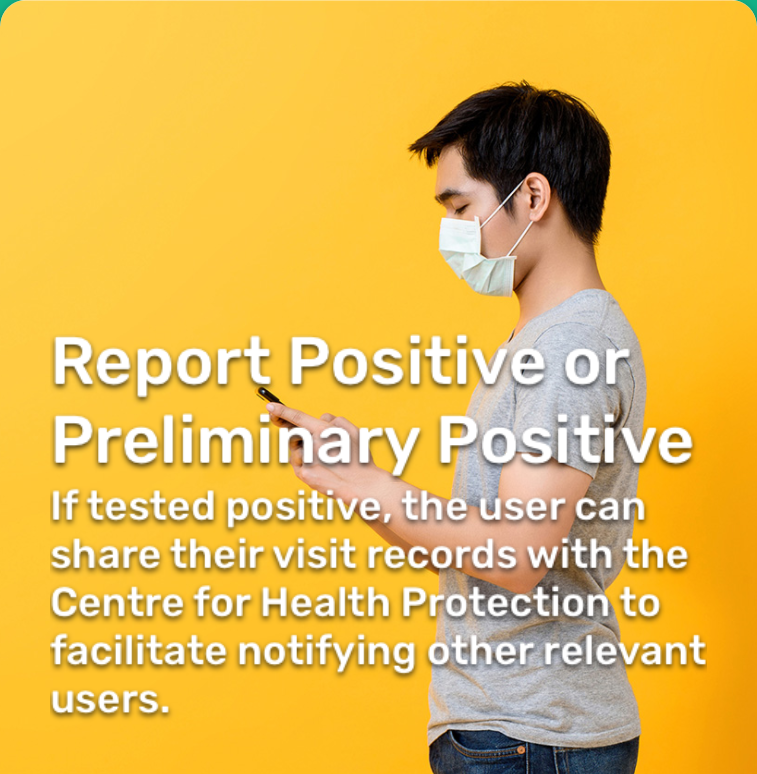 Report Positive or
Preliminary Positive
If tested positive, the user can
share their visit records with the
Centre for Health Protection to
facilitate notifying other relevant
users.